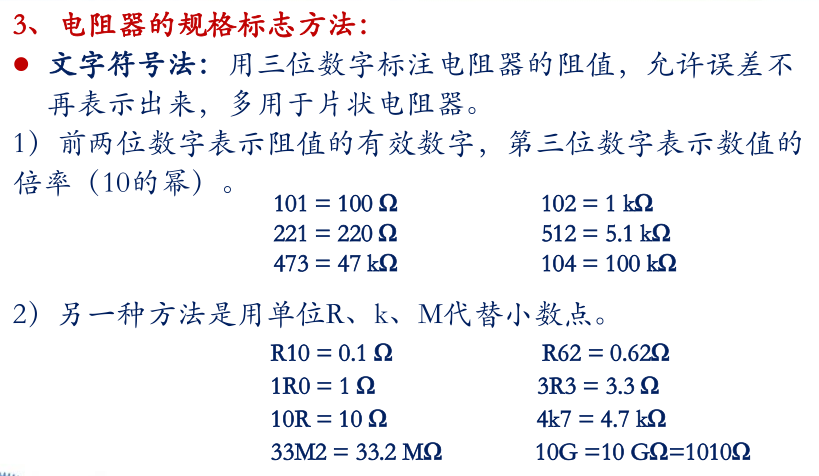 3、电阻器的规格标志方法：
● 文字符号法：用三位数字标注电阻器的阻值，允许误差不
再表示出来，多用于片状电阻器。
1）前两位数字表示阻值的有效数字，第三位数字表示数值的
倍率（10的幂）。
101 = 100 Ω 102 = 1 kΩ
221 = 220 Ω 512 = 5.1 kΩ
473 = 47 kΩ 104 = 100 kΩ
2）另一种方法是用单位R、k、M代替小数点。
R10 = 0.1 Ω R62 = 0.62Ω
1R0 = 1 Ω 3R3 = 3.3 Ω
10R = 10 Ω 4k7 = 4.7 kΩ
33M2 = 33.2 MΩ 10G =10 GΩ=1010Ω